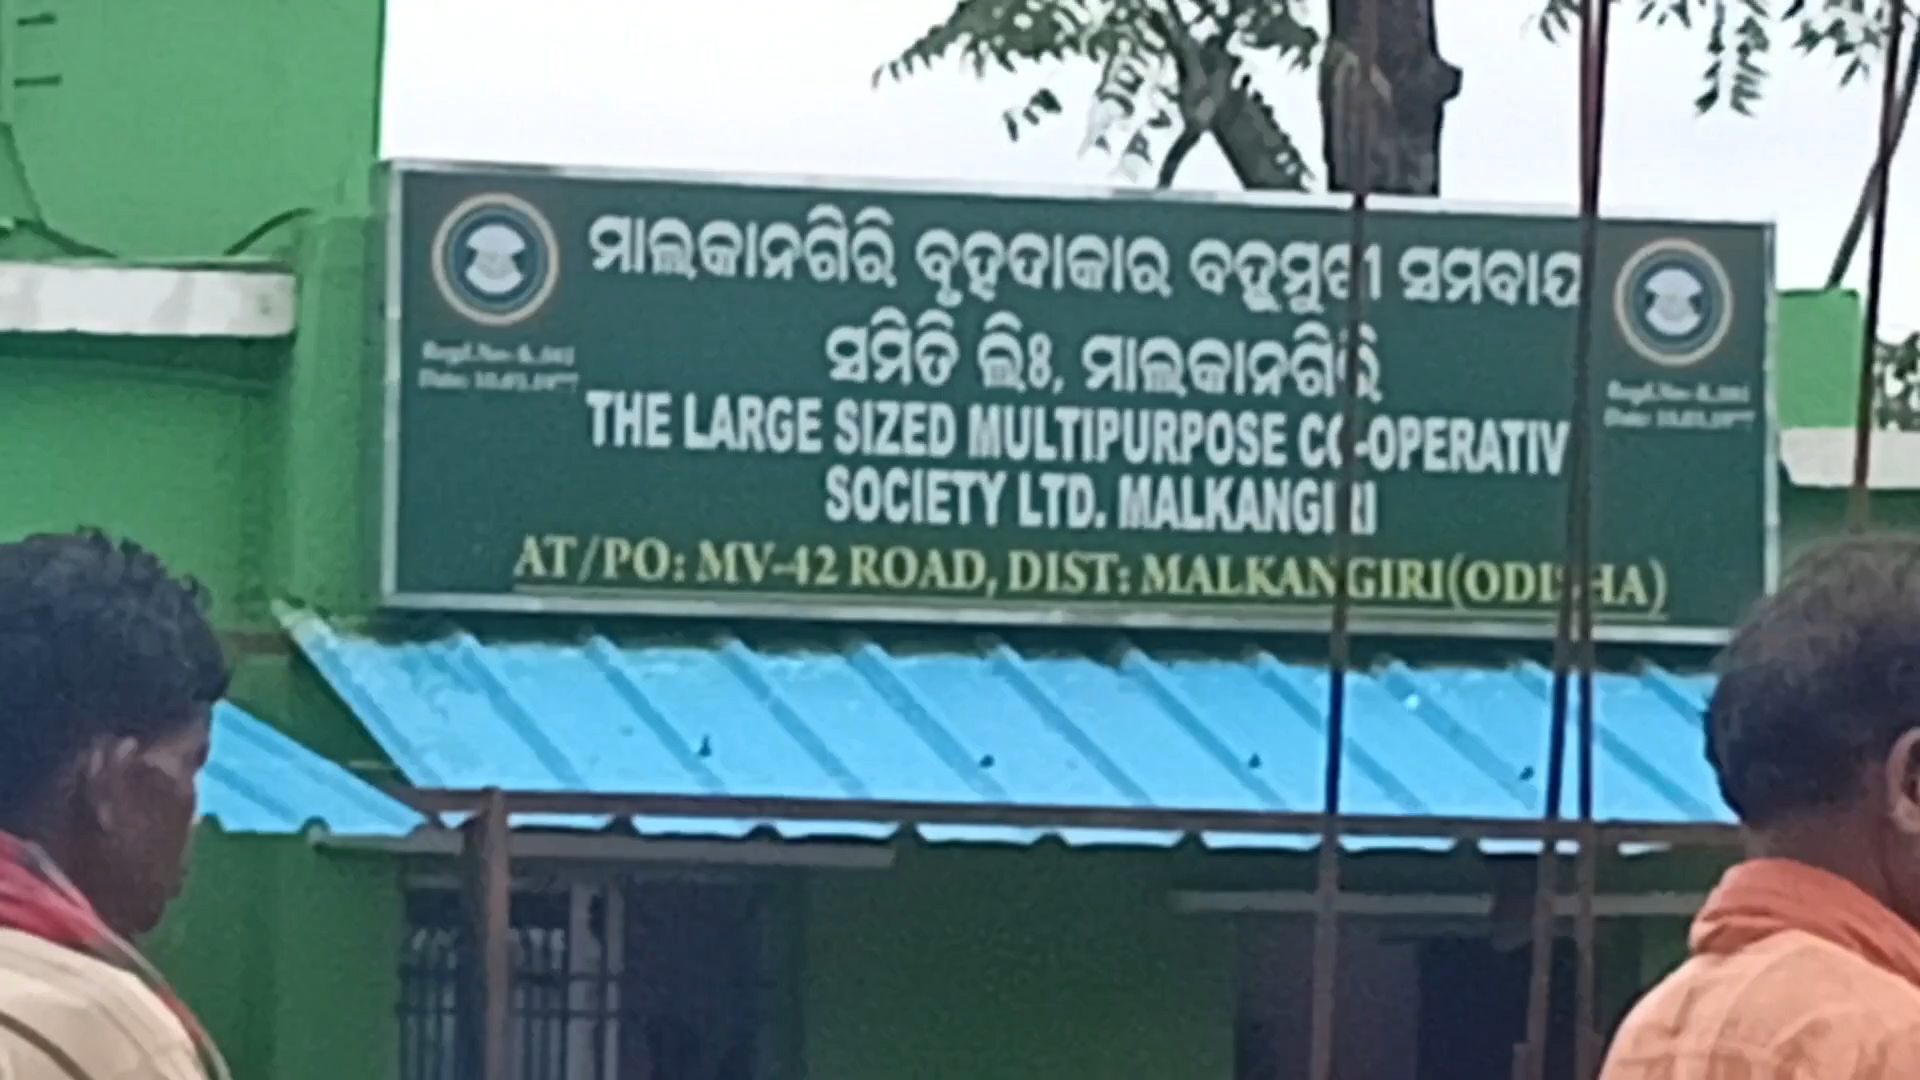 ମାଲକାନଗିରି ବୃହଦାକାର ବହୁମୁଖୀ ସମବାୟ
ସମିତି ଲିଃ, ମାଲକାନଗିରି
THE LARGE SIZED MULTIPURPOSE CO-OPERATIV
SOCIETY LTD. MALKANGIRI
AT/PO: MV-42 ROAD, DIST: MALKANGIRI(ODISHA)